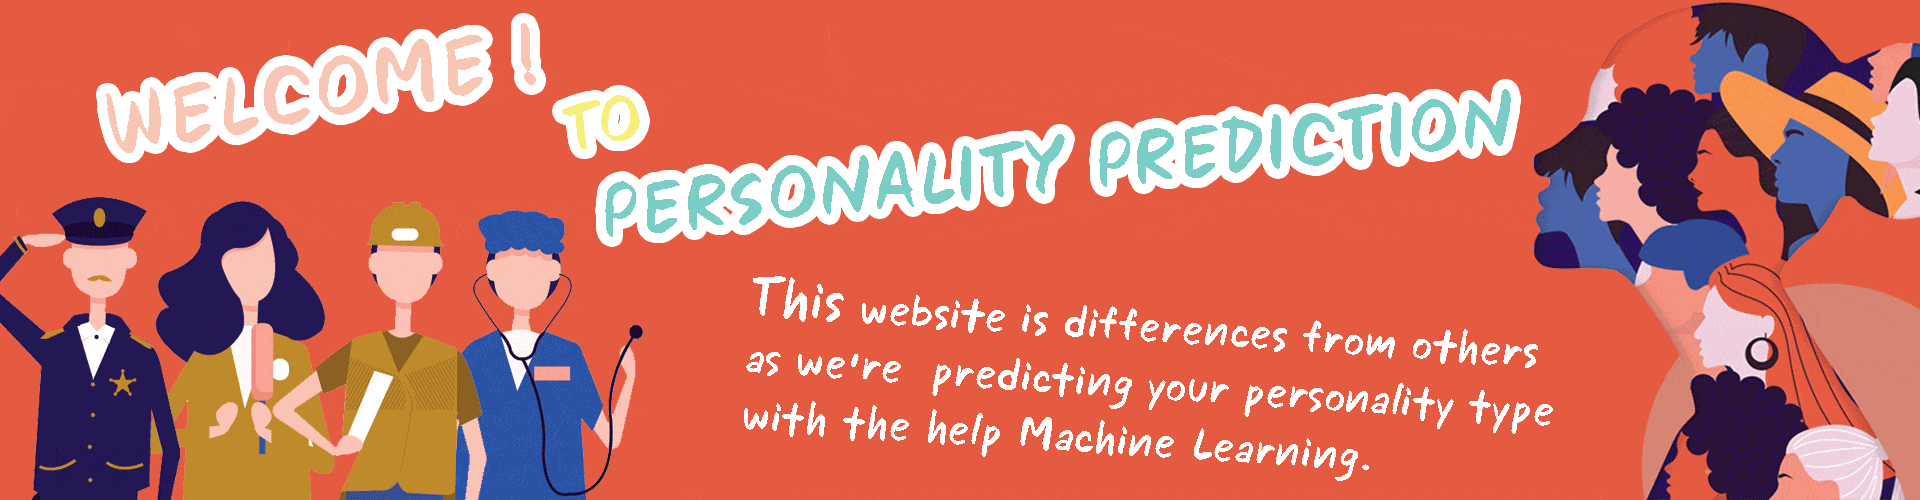 WELCOME !
TO
PERSONALITY PREDICTION
This website is differences from others
as we're predicting your personality type
with the help Machine Learning.